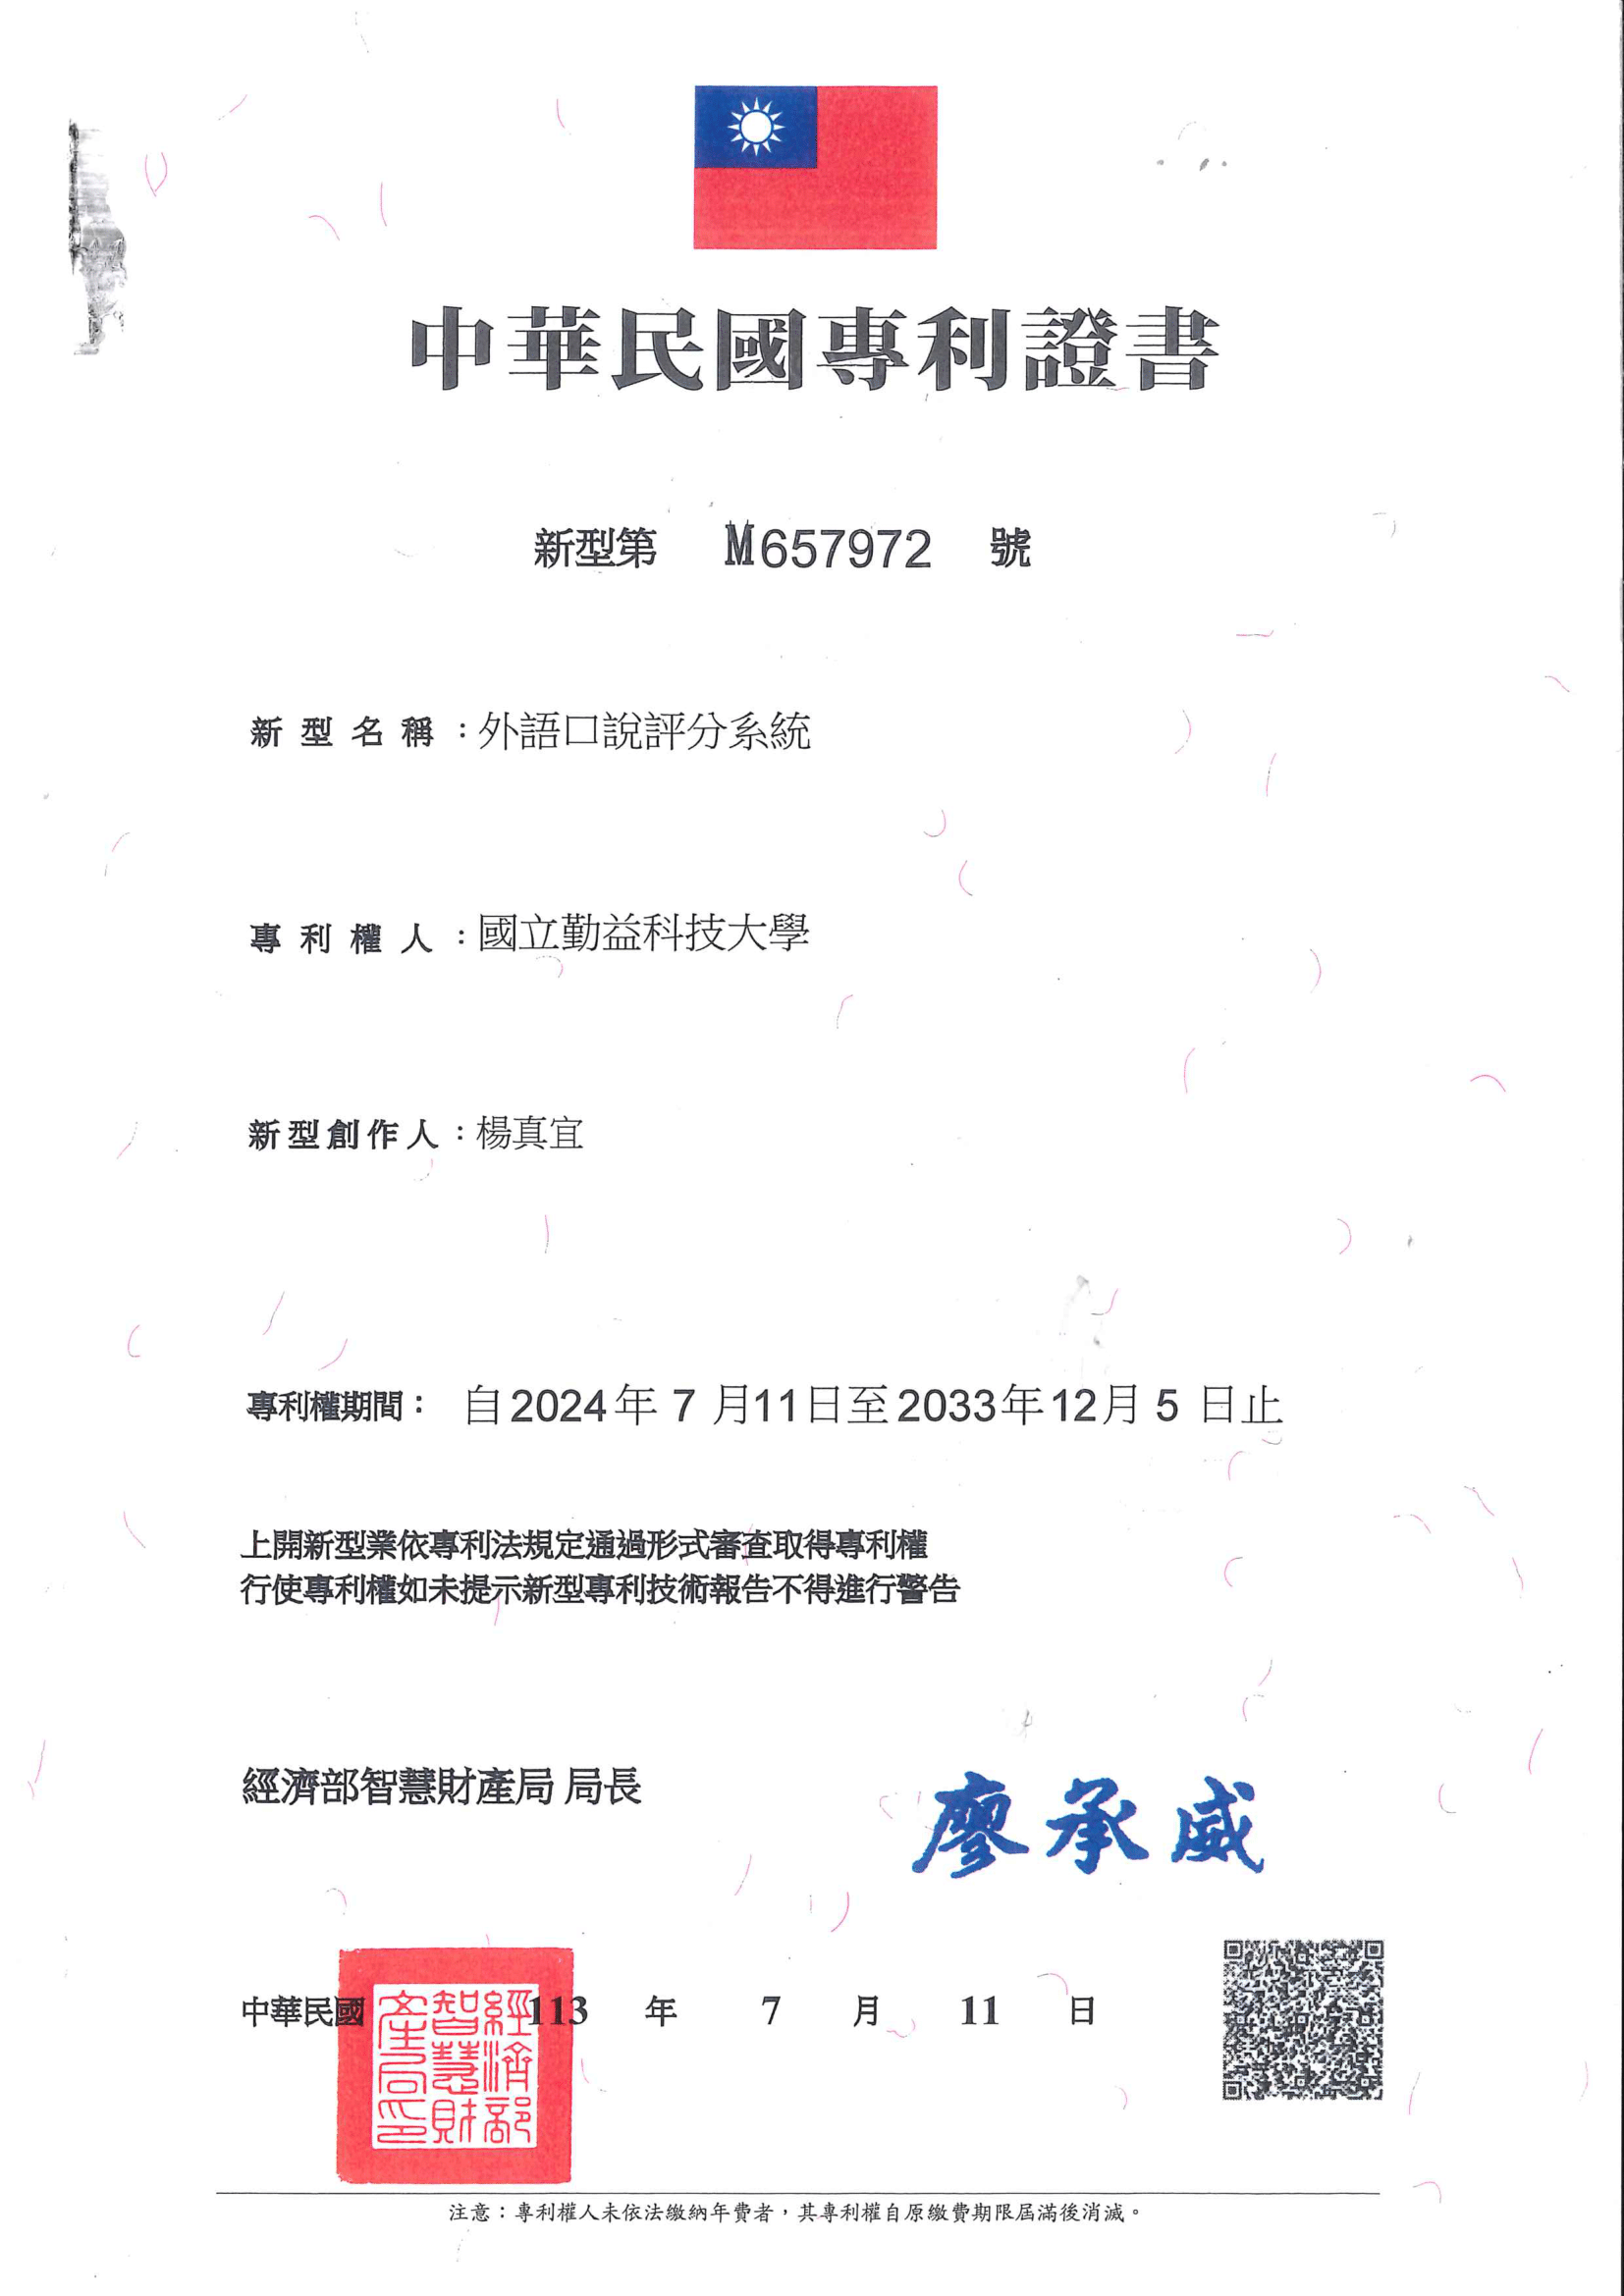 中華民國專利證書
新型第 M657972 號
新型名稱：外語口說評分系統
專利權人：國立勤益科技大學
新型創作人：楊真宜
專利權期間： 自2024年 7 月11日至2033年12月 5 日止
上開新型業依專利法規定通過形式審查取得專利權
行使專利權如未提示新型專利技術報告不得進行警告
經濟部智慧財產局 局長
廖承威
中華民國 113 年 7 月 11 日
經濟部
智慧財
產局印
注意：專利權人未依法繳納年費者，其專利權自原繳費期限屆滿後消滅。